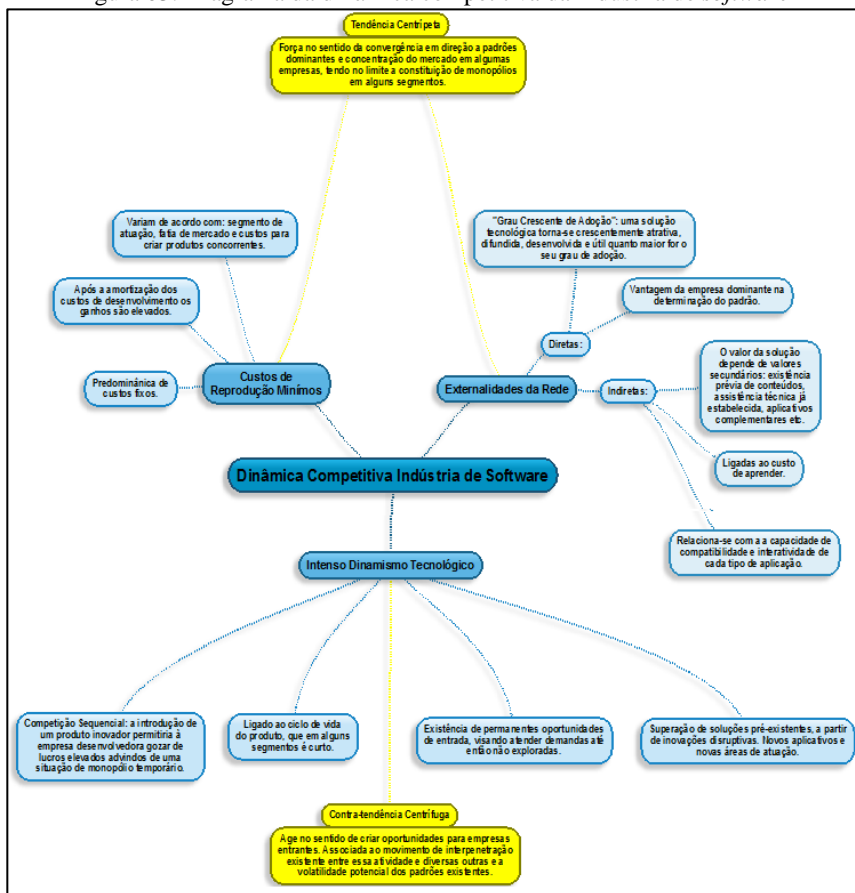 Tendência Centrípeta
Força no sentido da convergência em direção a padrões
dominantes e concentração do mercado em algumas
empresas, tendo no limite a constituição de monopólios
em alguns segmentos.
Variam de acordo com: segmento de
atuação, fatia de mercado e custos para
criar produtos concorrentes.
"Grau Crescente de Adoção": uma solução
tecnológica torna-se crescentemente atrativa,
difundida, desenvolvida e útil quanto maior for o
seu grau de adoção.
Após a amortização dos
custos de desenvolvimento os
ganhos são elevados.
Vantagem da empresa dominante na
determinação do padrão.
Diretas:
Predominânica de
custos fixos.
Custos de
Reprodução Minímos
Externalidades da Rede
Indiretas:
O valor da solução
depende de valores
secundários: existência
prévia de conteúdos,
assistência técnica já
estabelecida, aplicativos
complementares etc.
Ligadas ao custo
de aprender.
Dinâmica Competitiva Indústria de Software
Relaciona-se com a a capacidade de
compatibilidade e interatividade de
cada tipo de aplicação.
Intenso Dinamismo Tecnológico
Competição Sequencial: a introdução de
um produto inovador permitiria à
empresa desenvolvedora gozar de
lucros elevados advindos de uma
situação de monopólio temporário.
Ligado ao ciclo de vida
do produto, que em alguns
segmentos é curto.
Existência de permanentes oportunidades
de entrada, visando atender demandas até
então não exploradas.
Superação de soluções pré-existentes, a partir
de inovações disruptivas. Novos aplicativos e
novas áreas de atuação.
Contra-tendência Centrífuga
Age no sentido de criar oportunidades para empresas
entrantes. Associada ao movimento de interpenetração
existente entre essa atividade e diversas outras e a
volatilidade potencial dos padrões existentes.